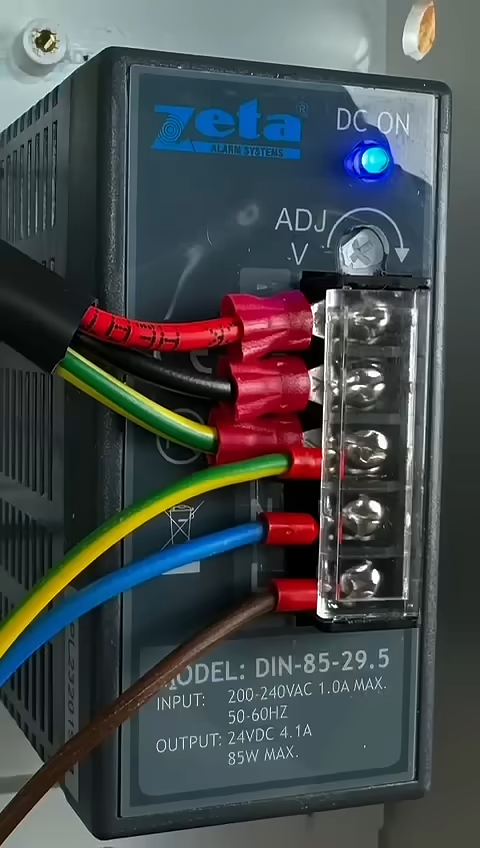 Zeta®
ALARM SYSTEMS
DC ON
ADJ
V
MODEL: DIN-85-29.5
INPUT: 200-240VAC 1.0A MAX.
50-60HZ
OUTPUT: 24VDC 4.1A
85W MAX.